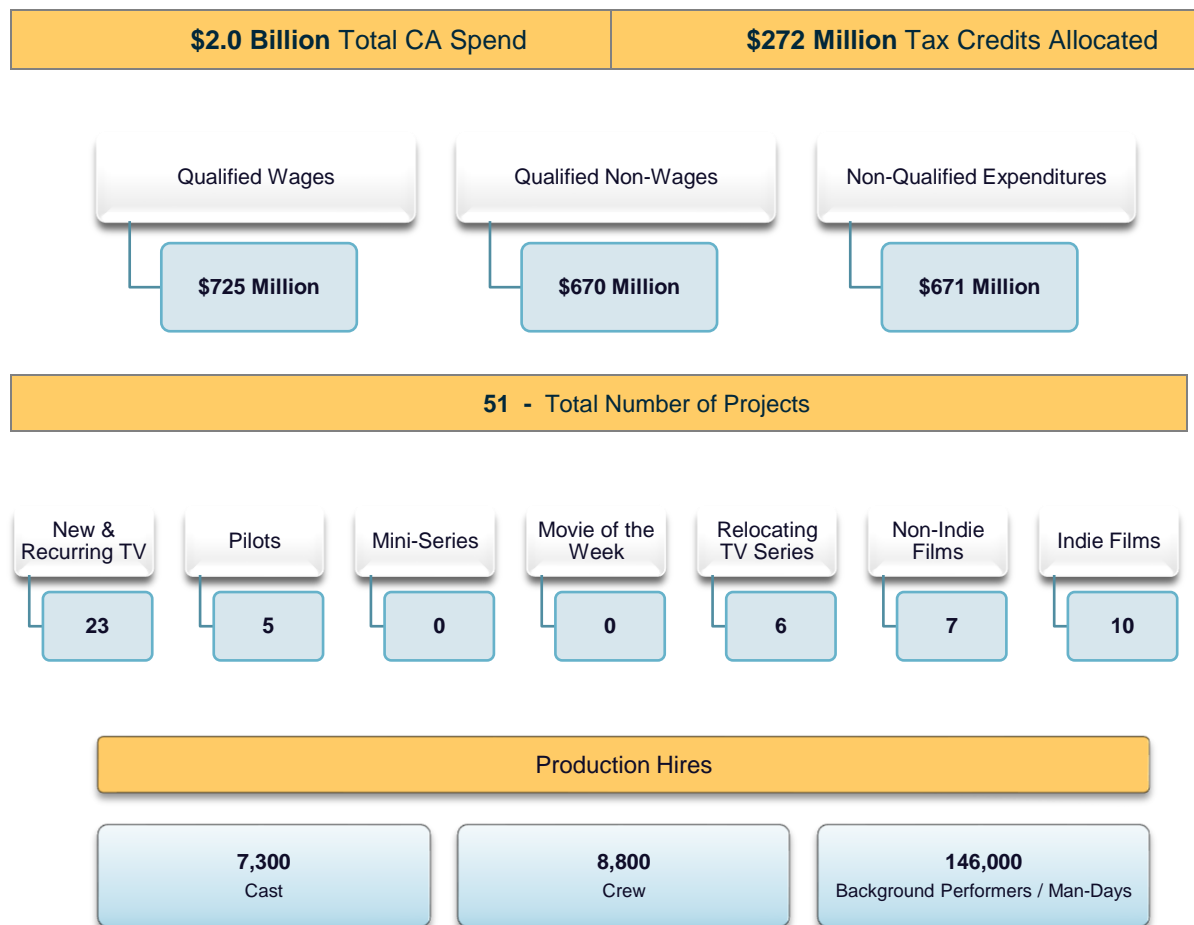 $2.0 Billion Total CA Spend
$272 Million Tax Credits Allocated
Qualified Wages
Qualified Non-Wages
Non-Qualified Expenditures
$725 Million
$670 Million
$671 Million
51 - Total Number of Projects
New &
Recurring TV
Pilots
Mini-Series
Movie of the
Week
Relocating
TV Series
Non-Indie
Films
Indie Films
23
5
0
0
6
7
10
Production Hires
7,300
Cast
8,800
Crew
146,000
Background Performers / Man-Days